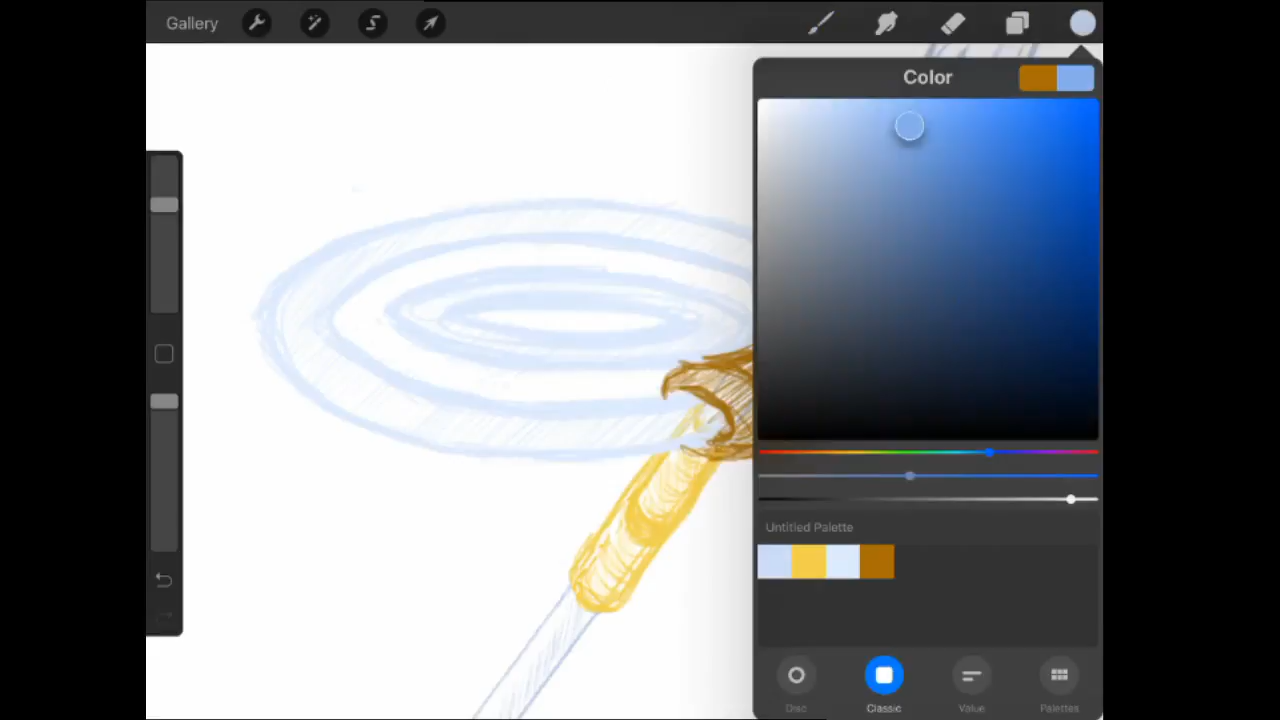 Gallery
Color
Untitled Palette
Disc
Classic
Value
Palettes